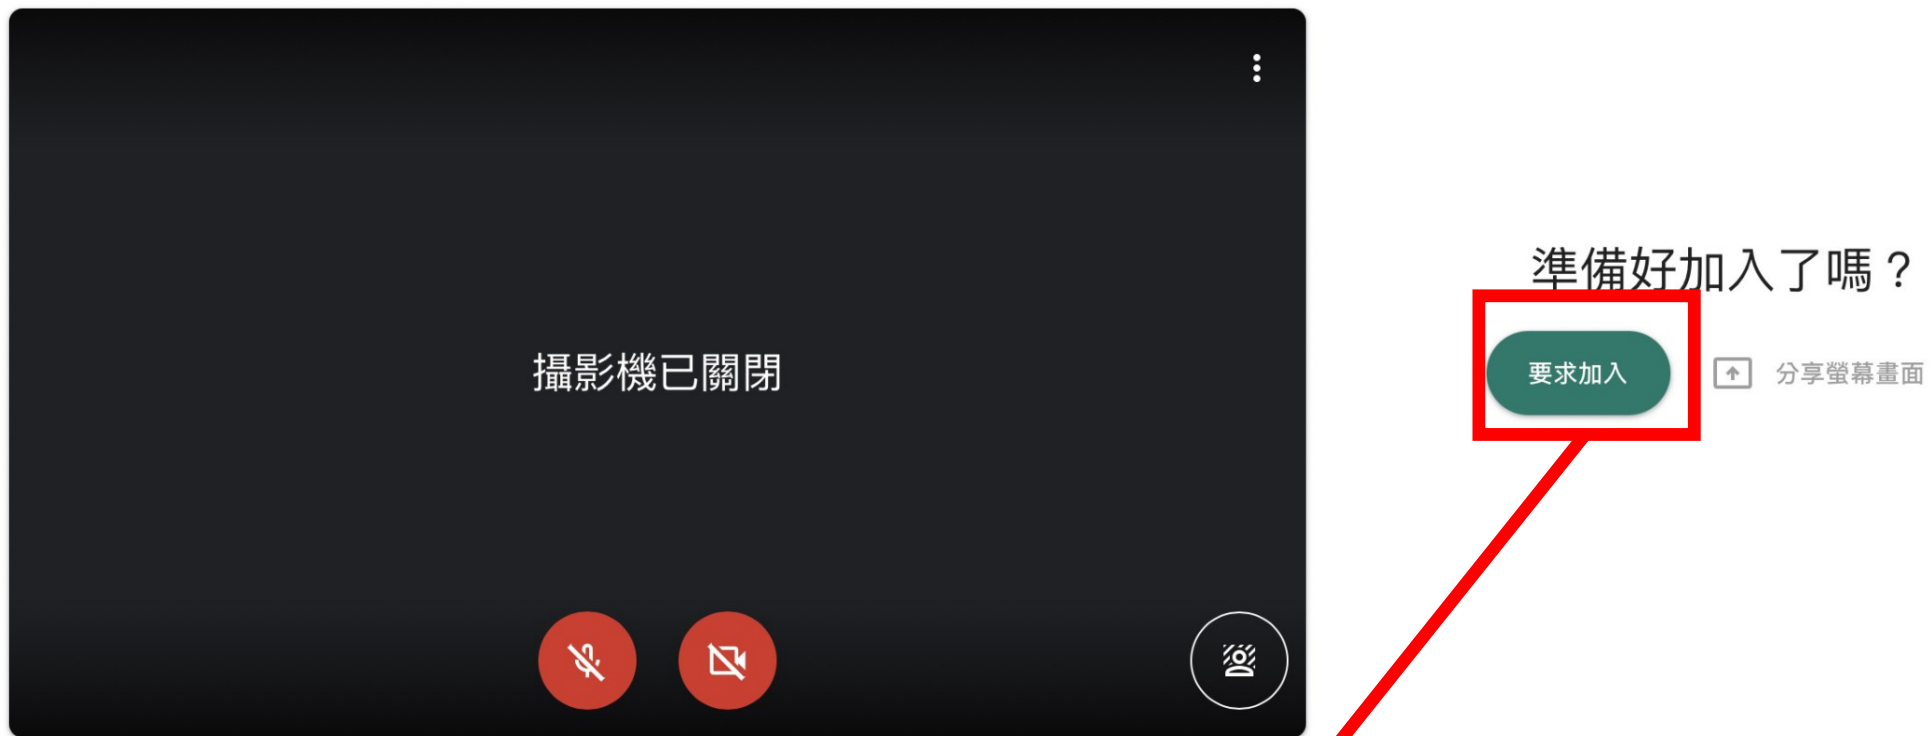 攝影機已關閉
準備好加入了嗎？
要求加入
分享螢幕畫面